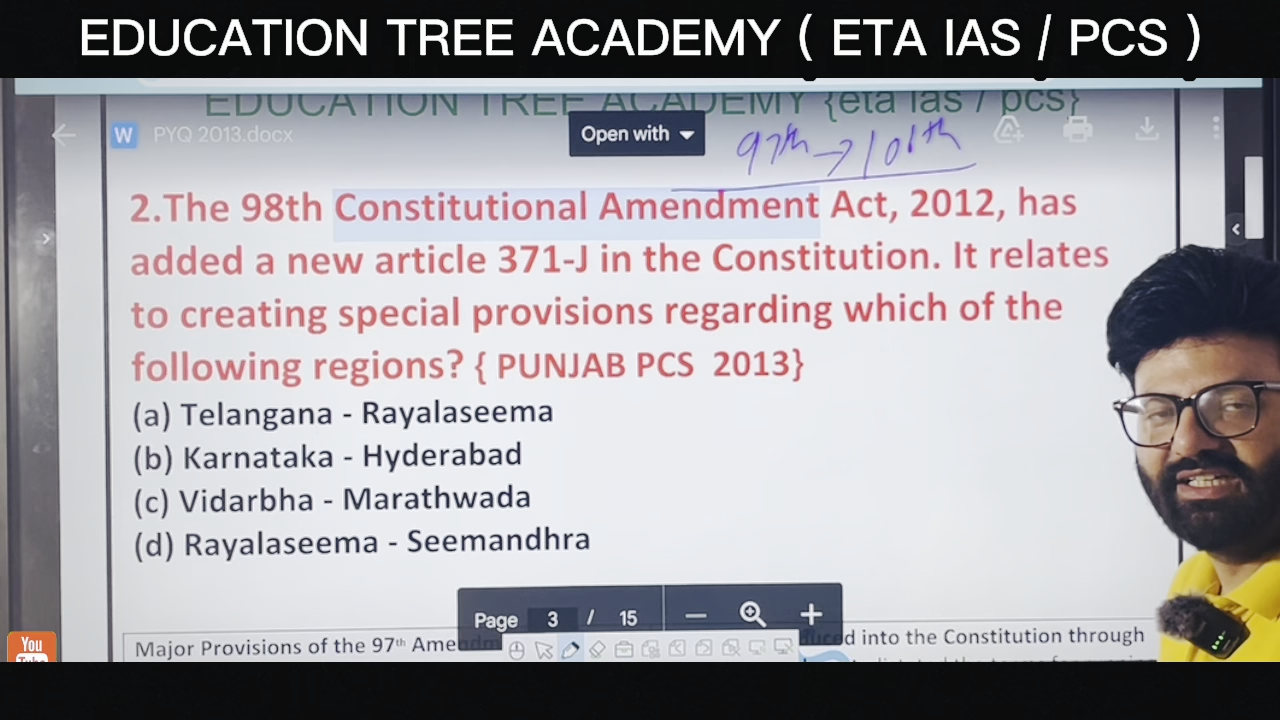 EDUCATION TREE ACADEMY ( ETA IAS / PCS )
EDUCATION TREE ACADEMY {eta ias / pcs}
W PYQ 2013.docx
Open with
97th → 106th
2.The 98th Constitutional Amendment Act, 2012, has
added a new article 371-J in the Constitution. It relates
to creating special provisions regarding which of the
following regions? { PUNJAB PCS 2013}
(a) Telangana - Rayalaseema
(b) Karnataka - Hyderabad
(c) Vidarbha - Marathwada
(d) Rayalaseema - Seemandhra
Page 3 / 15
Major Provisions of the 97th
into the Constitution through
You